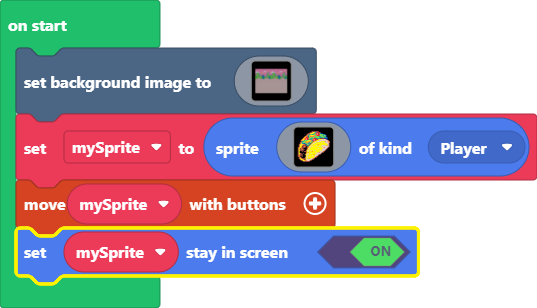 on start
set background image to
set mySprite to sprite of kind Player
move mySprite with buttons
set mySprite stay in screen ON